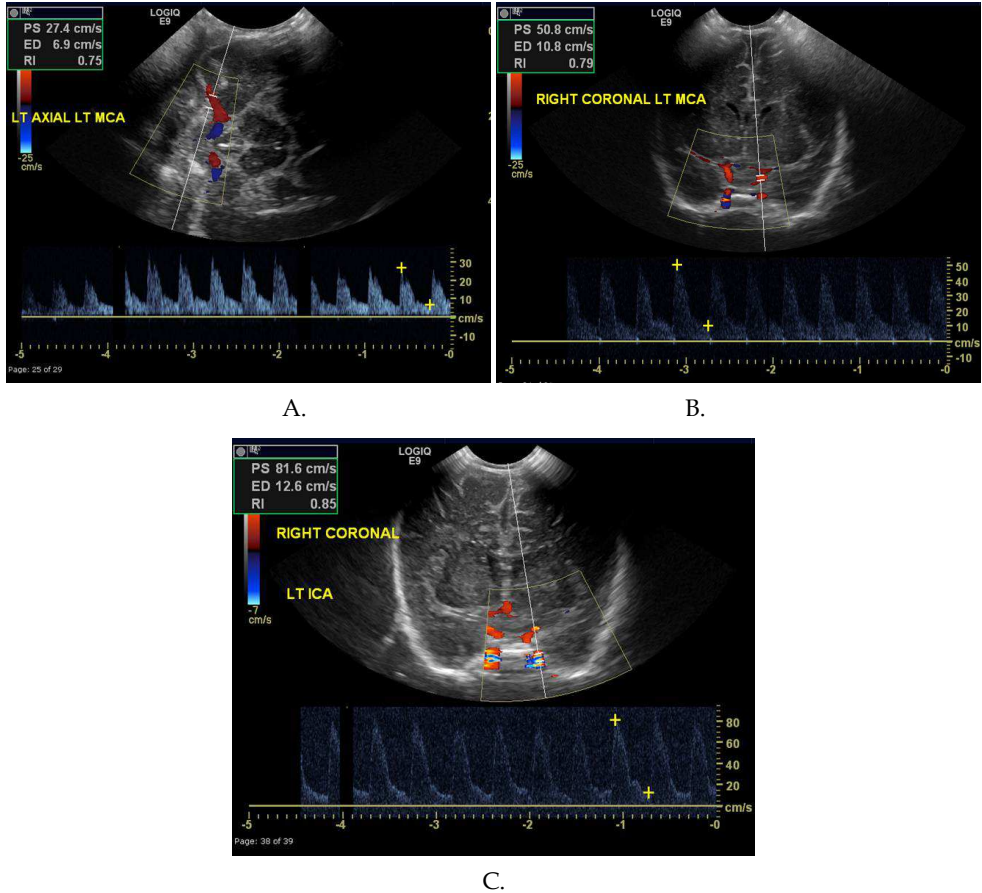 LOGIQ
E9
PS 27.4 cm/s
ED 6.9 cm/s
RI 0.75
LT AXIAL LT MCA
-25
cm/s
30
20
10
cm/s
-10
-5 -4 -3 -2 -1 -0
Page: 25 of 29
A.
LOGIQ
E9
PS 50.8 cm/s
ED 10.8 cm/s
RI 0.79
RIGHT CORONAL LT MCA
-25
cm/s
50
40
30
20
10
cm/s
-10
-5 -4 -3 -2 -1 -0
B.
LOGIQ
E9
PS 81.6 cm/s
ED 12.6 cm/s
RI 0.85
RIGHT CORONAL
LT ICA
-7
cm/s
80
60
40
20
cm/s
-5 -4 -3 -2 -1 -0
Page: 38 of 39
C.